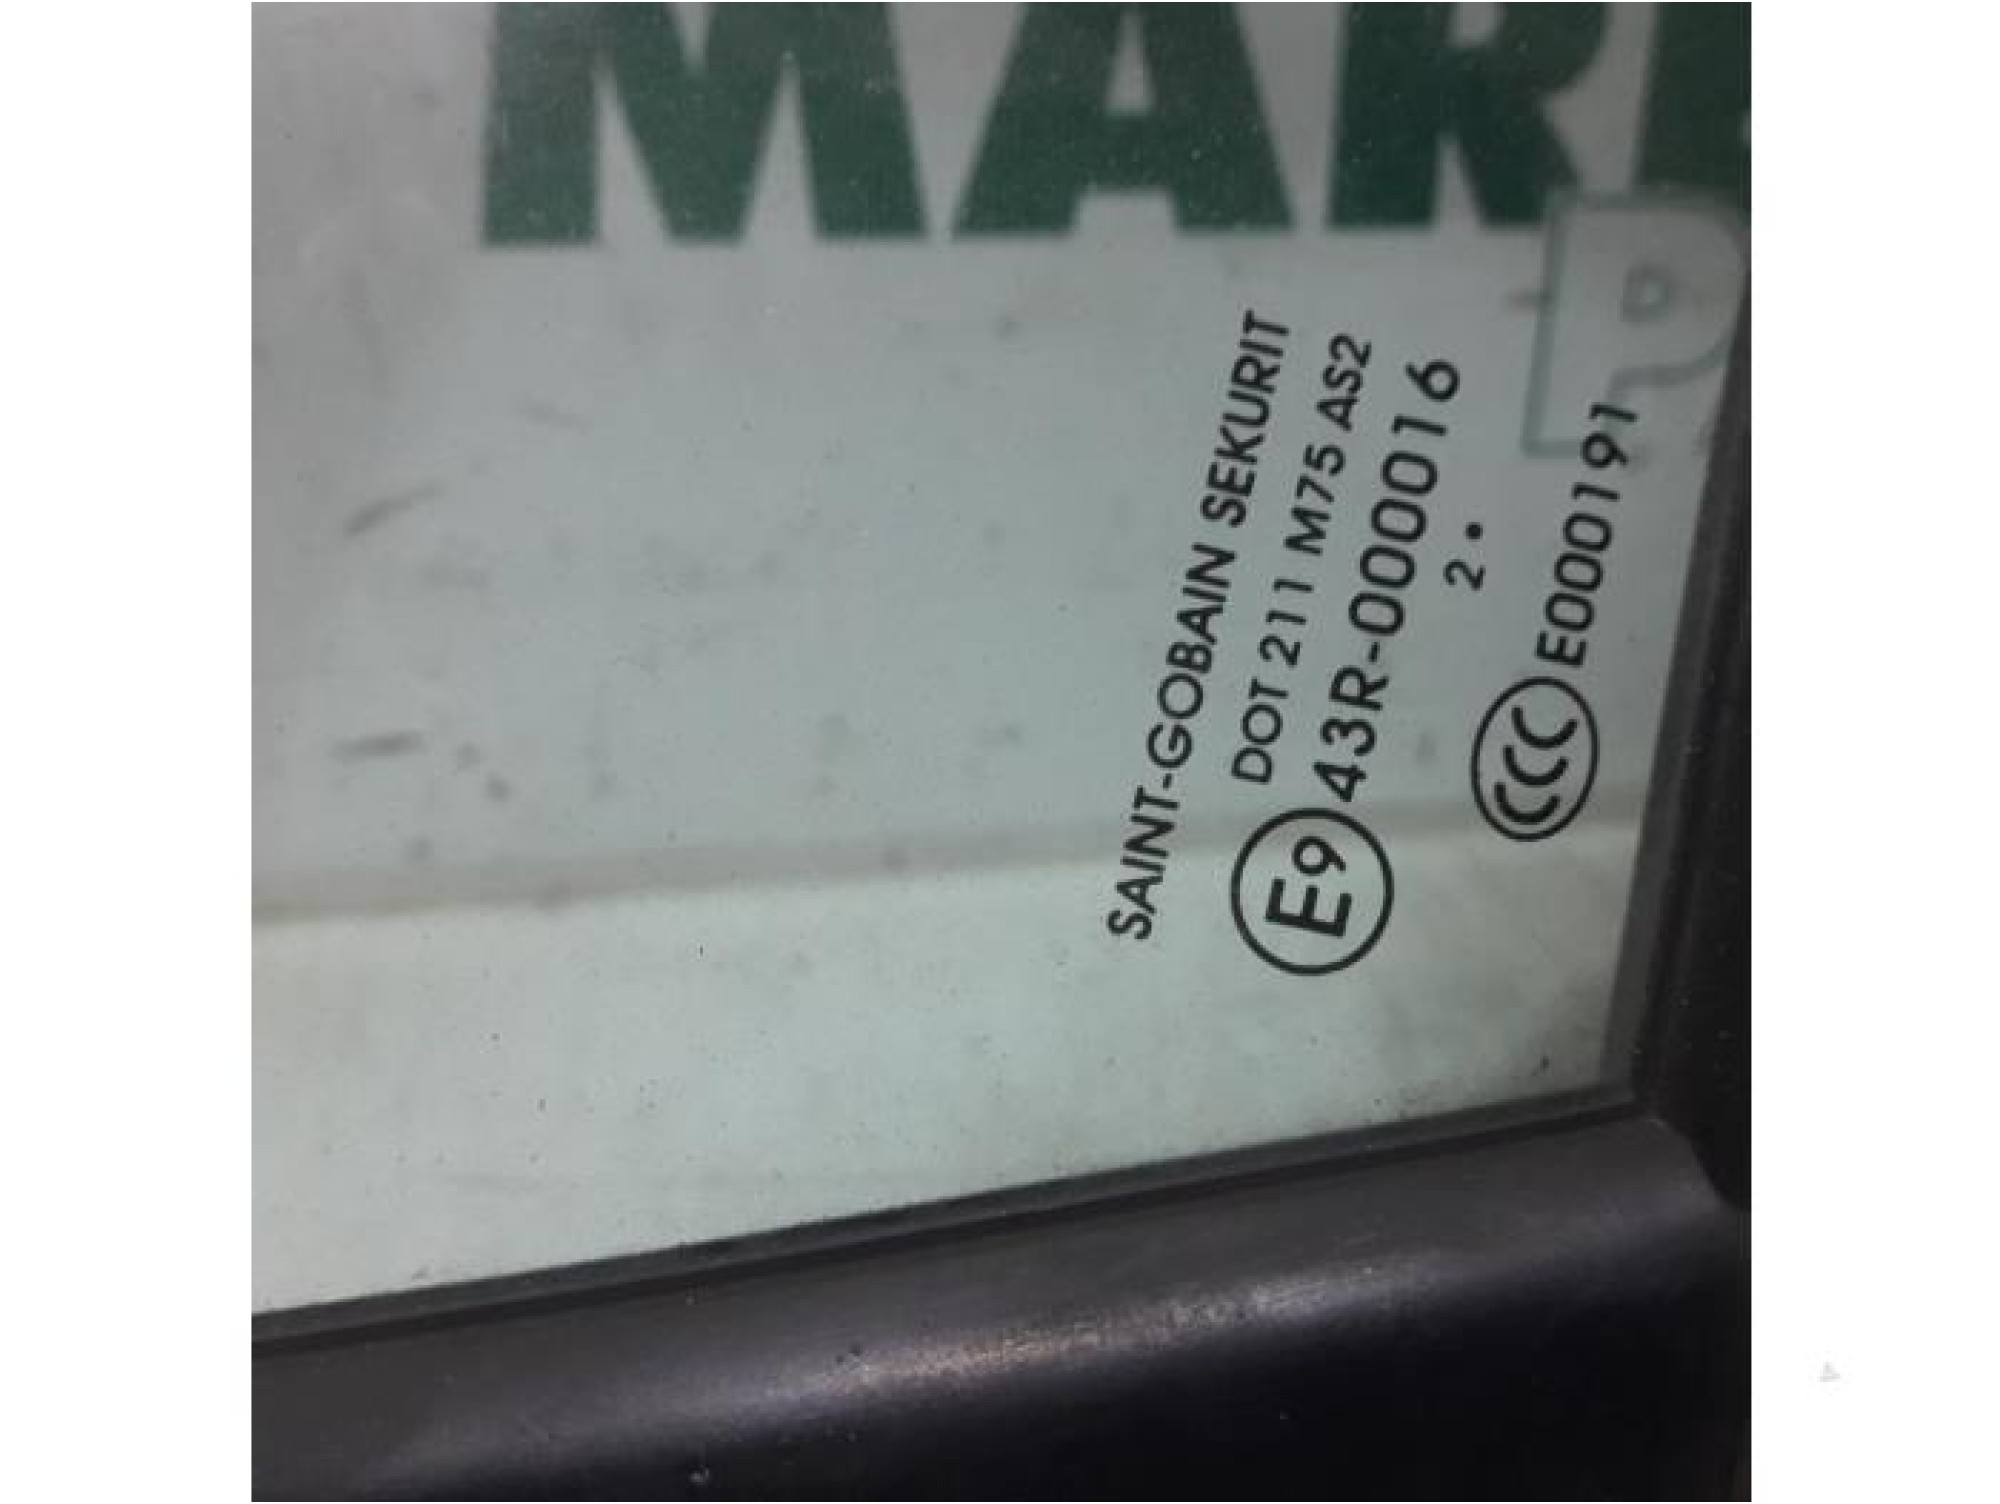 MAR
P
SAINT-GOBAIN SEKURIT
DOT 211 M75 AS2
E9 43R-000016
2 •
CCC E000191